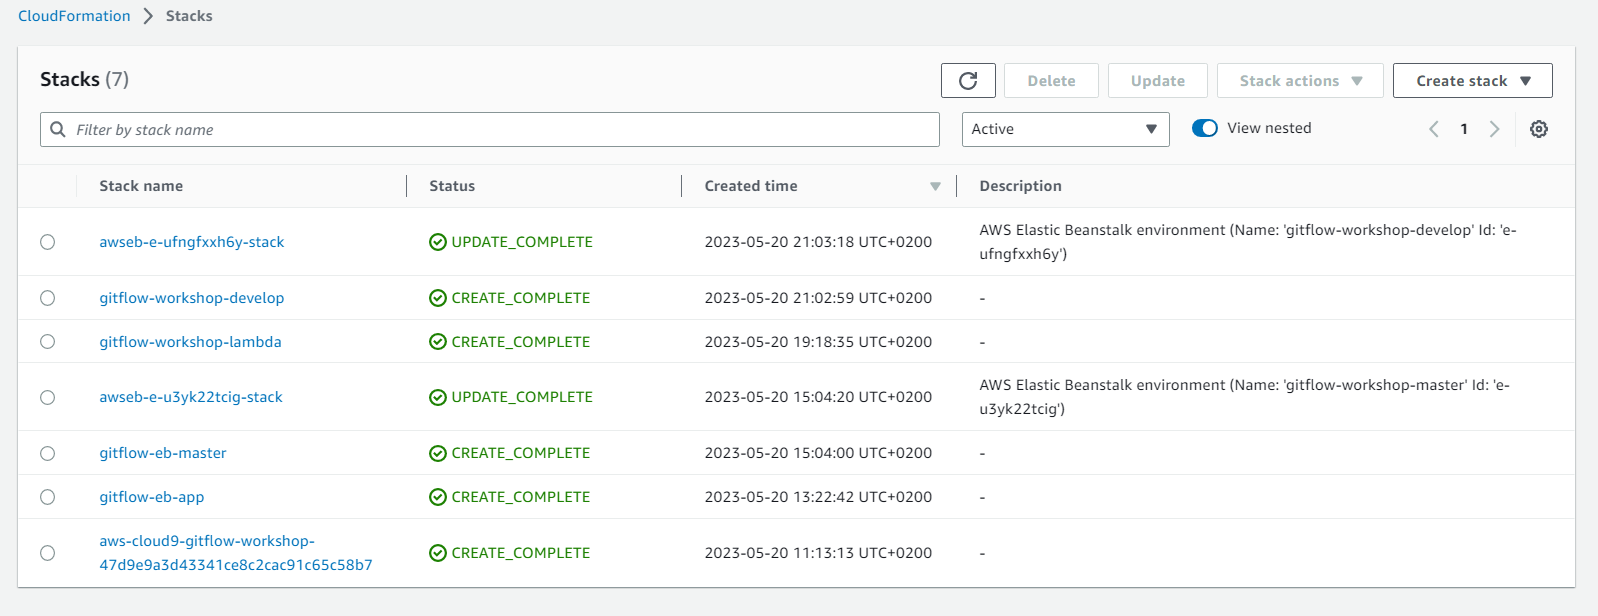 CloudFormation > Stacks
Stacks (7)
Delete
Update
Stack actions
Create stack
Filter by stack name
Active
View nested
1
Stack name Status Created time Description
awseb-e-ufngfxxh6y-stack UPDATE_COMPLETE 2023-05-20 21:03:18 UTC+0200 AWS Elastic Beanstalk environment (Name: 'gitflow-workshop-develop' Id: 'e-
ufngfxxh6y')
gitflow-workshop-develop CREATE_COMPLETE 2023-05-20 21:02:59 UTC+0200 -
gitflow-workshop-lambda CREATE_COMPLETE 2023-05-20 19:18:35 UTC+0200 -
awseb-e-u3yk22tcig-stack UPDATE_COMPLETE 2023-05-20 15:04:20 UTC+0200 AWS Elastic Beanstalk environment (Name: 'gitflow-workshop-master' Id: 'e-
u3yk22tcig')
gitflow-eb-master CREATE_COMPLETE 2023-05-20 15:04:00 UTC+0200 -
gitflow-eb-app CREATE_COMPLETE 2023-05-20 13:22:42 UTC+0200 -
aws-cloud9-gitflow-workshop-
47d9e9a3d43341ce8c2cac91c65c58b7 CREATE_COMPLETE 2023-05-20 11:13:13 UTC+0200 -